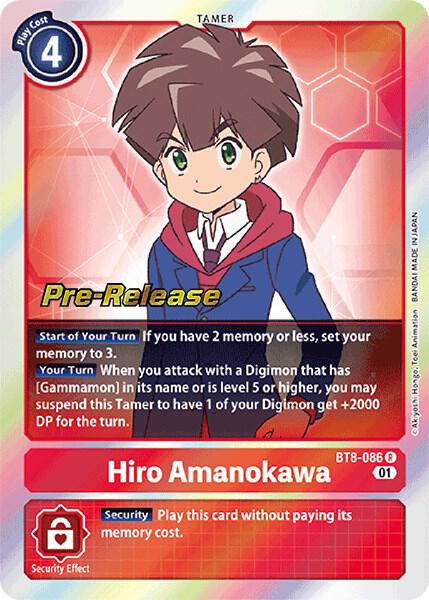 TAMER
Play Cost
4
Pre-Release
Start of Your Turn If you have 2 memory or less, set your
memory to 3.
Your Turn When you attack with a Digimon that has
[Gammamon] in its name or is level 5 or higher, you may
suspend this Tamer to have 1 of your Digimon get +2000
DP for the turn.
©Akiyoshi Hongo, Toei Animation BANDAI MADE IN JAPAN
BT8-086 R
Hiro Amanokawa
01
Security Play this card without paying its
memory cost.
Security Effect